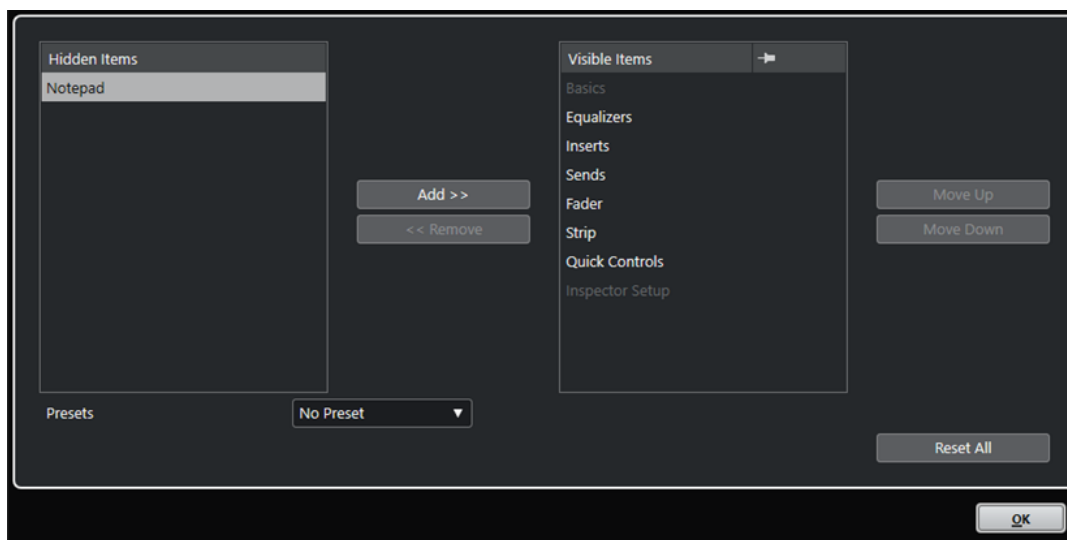 Hidden Items
Notepad
Add >>
<< Remove
Visible Items
Basics
Equalizers
Inserts
Sends
Fader
Strip
Quick Controls
Inspector Setup
Move Up
Move Down
Presets
No Preset
Reset All
OK